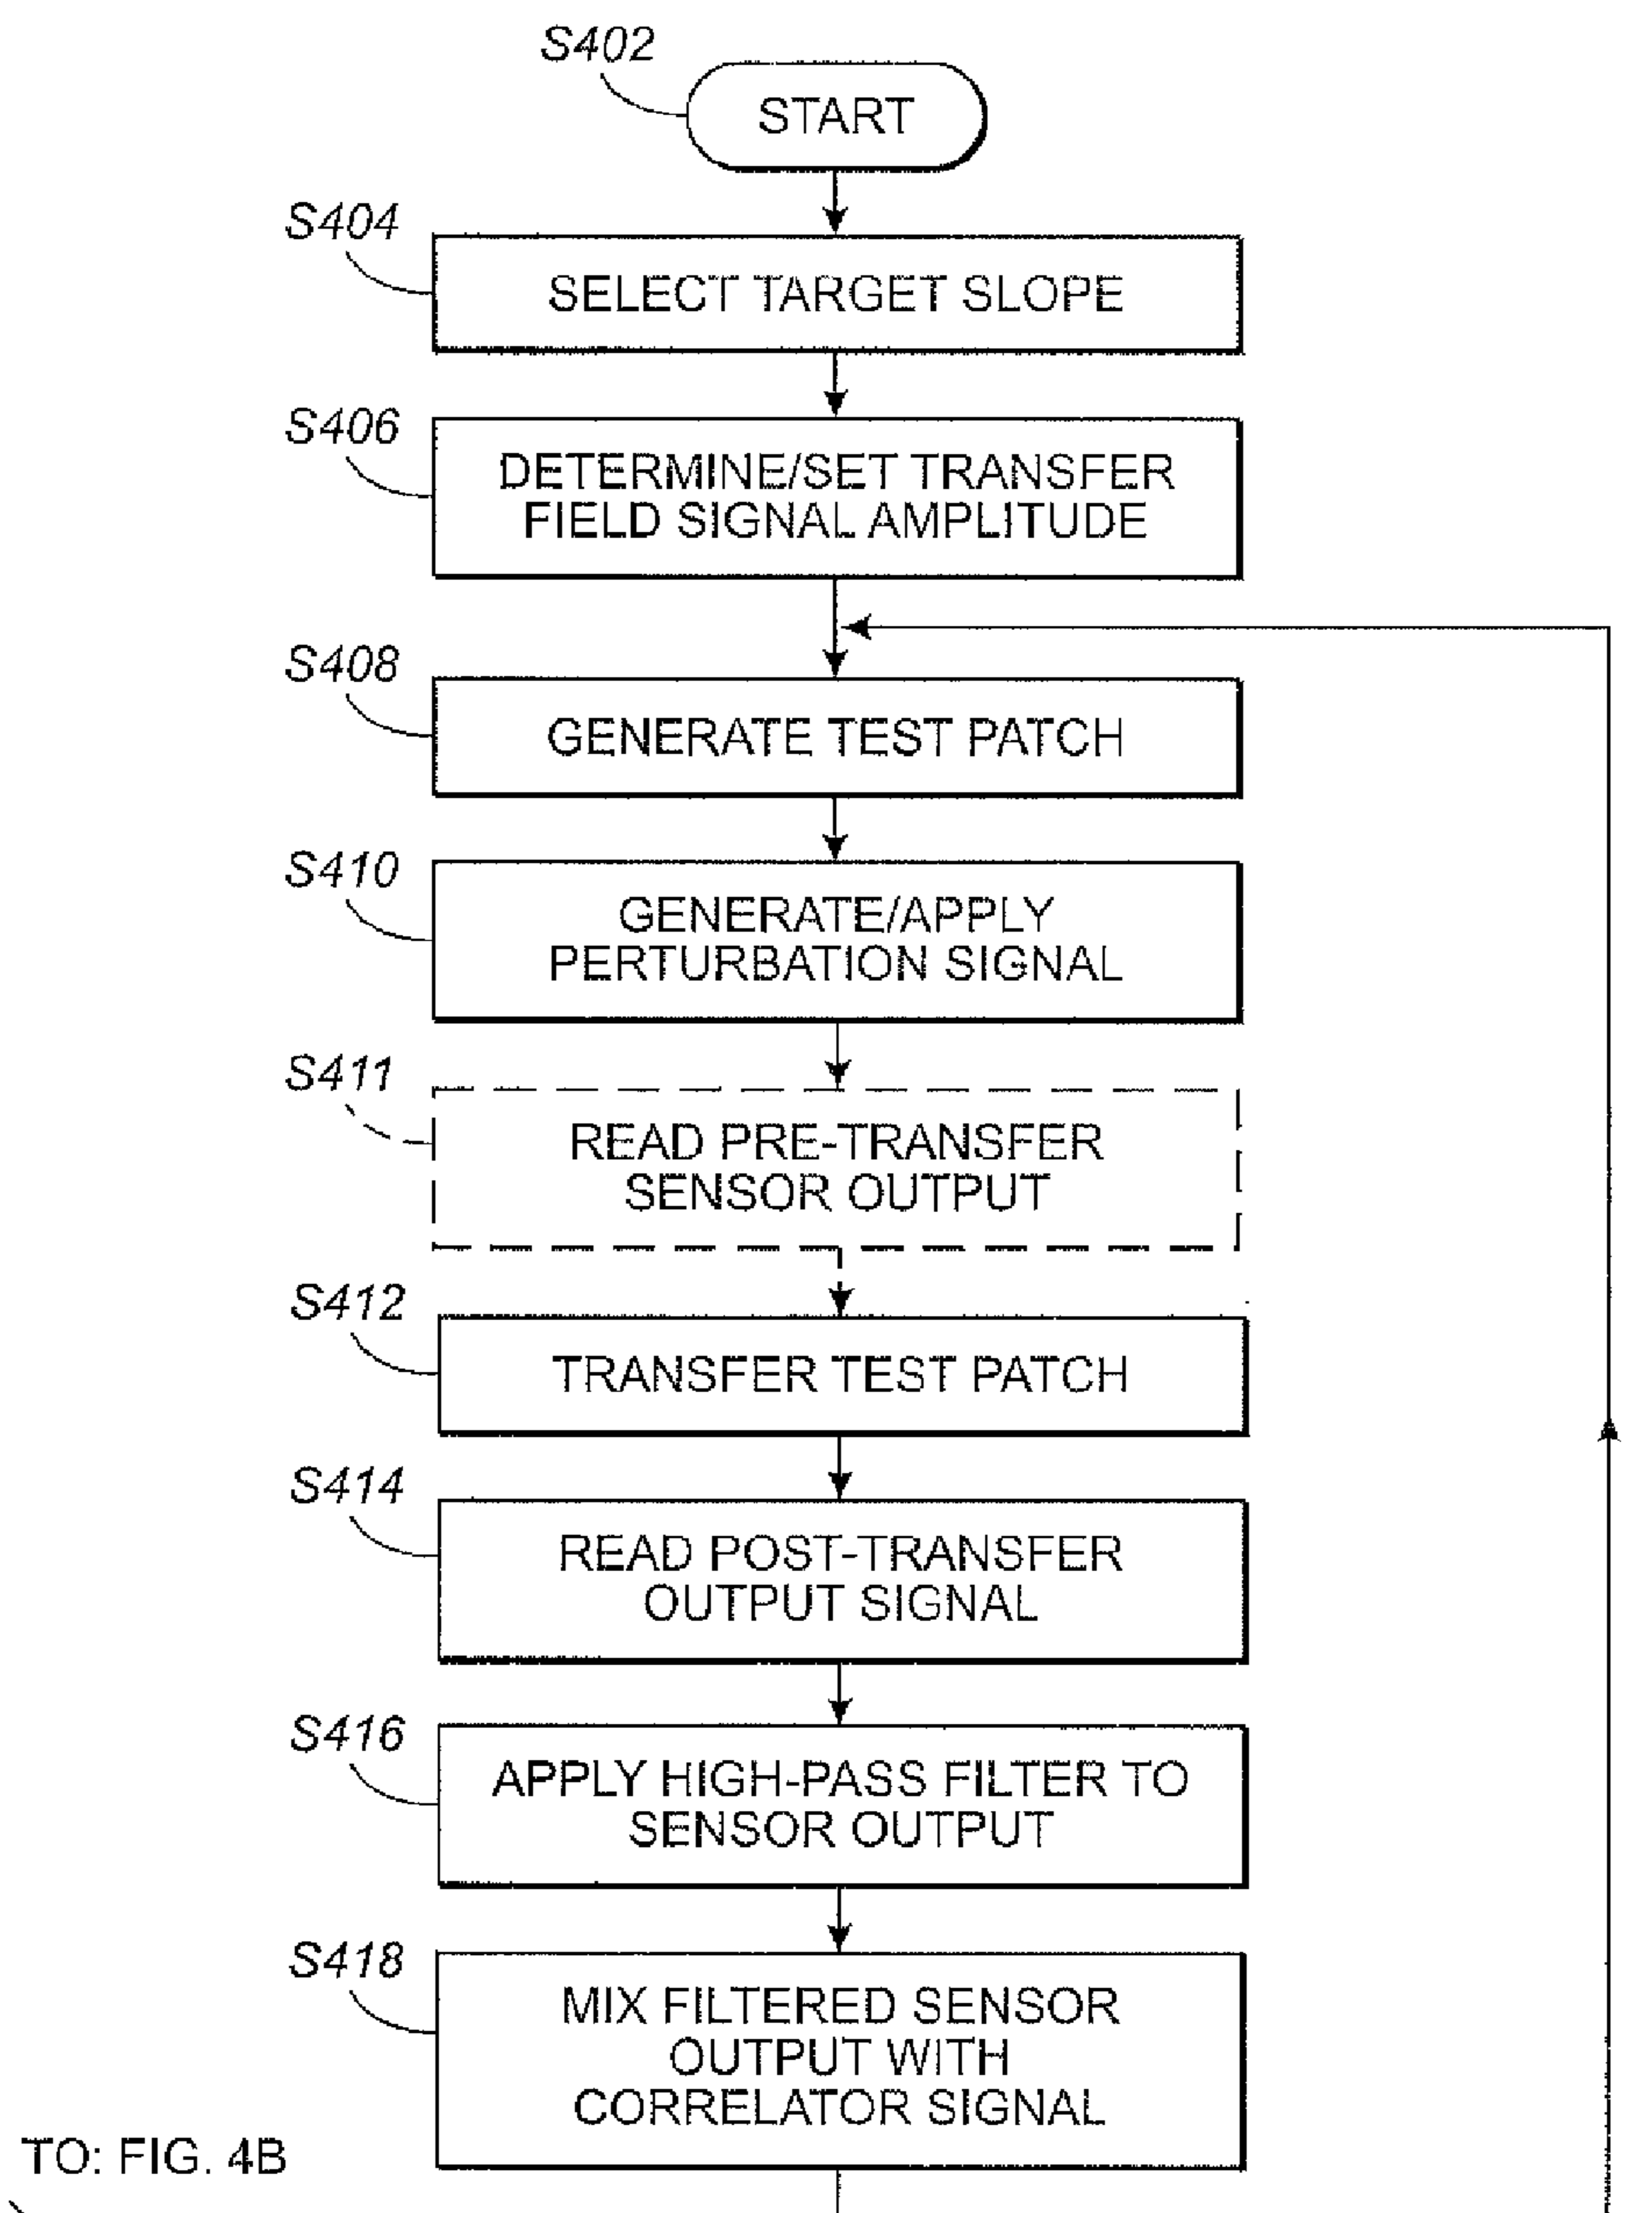 S402
START
S404
SELECT TARGET SLOPE
S406
DETERMINE/SET TRANSFER
FIELD SIGNAL AMPLITUDE
S408
GENERATE TEST PATCH
S410
GENERATE/APPLY
PERTURBATION SIGNAL
S411
READ PRE-TRANSFER
SENSOR OUTPUT
S412
TRANSFER TEST PATCH
S414
READ POST-TRANSFER
OUTPUT SIGNAL
S416
APPLY HIGH-PASS FILTER TO
SENSOR OUTPUT
S418
MIX FILTERED SENSOR
OUTPUT WITH
CORRELATOR SIGNAL
TO: FIG. 4B